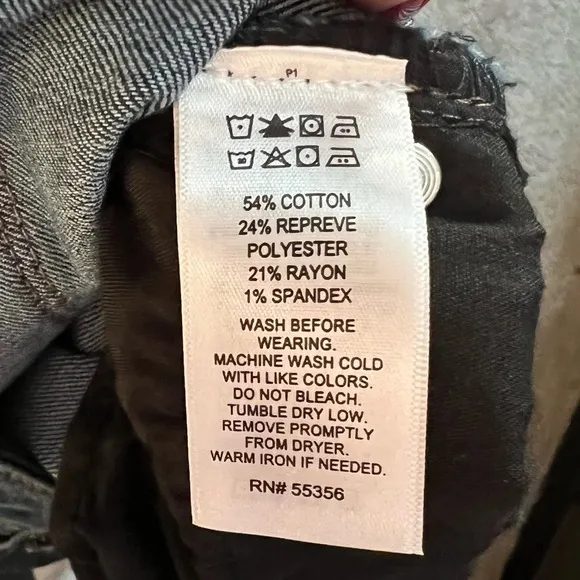 P1
54% COTTON
24% REPREVE
POLYESTER
21% RAYON
1% SPANDEX
WASH BEFORE
WEARING.
MACHINE WASH COLD
WITH LIKE COLORS.
DO NOT BLEACH.
TUMBLE DRY LOW.
REMOVE PROMPTLY
FROM DRYER.
WARM IRON IF NEEDED.
RN# 55356